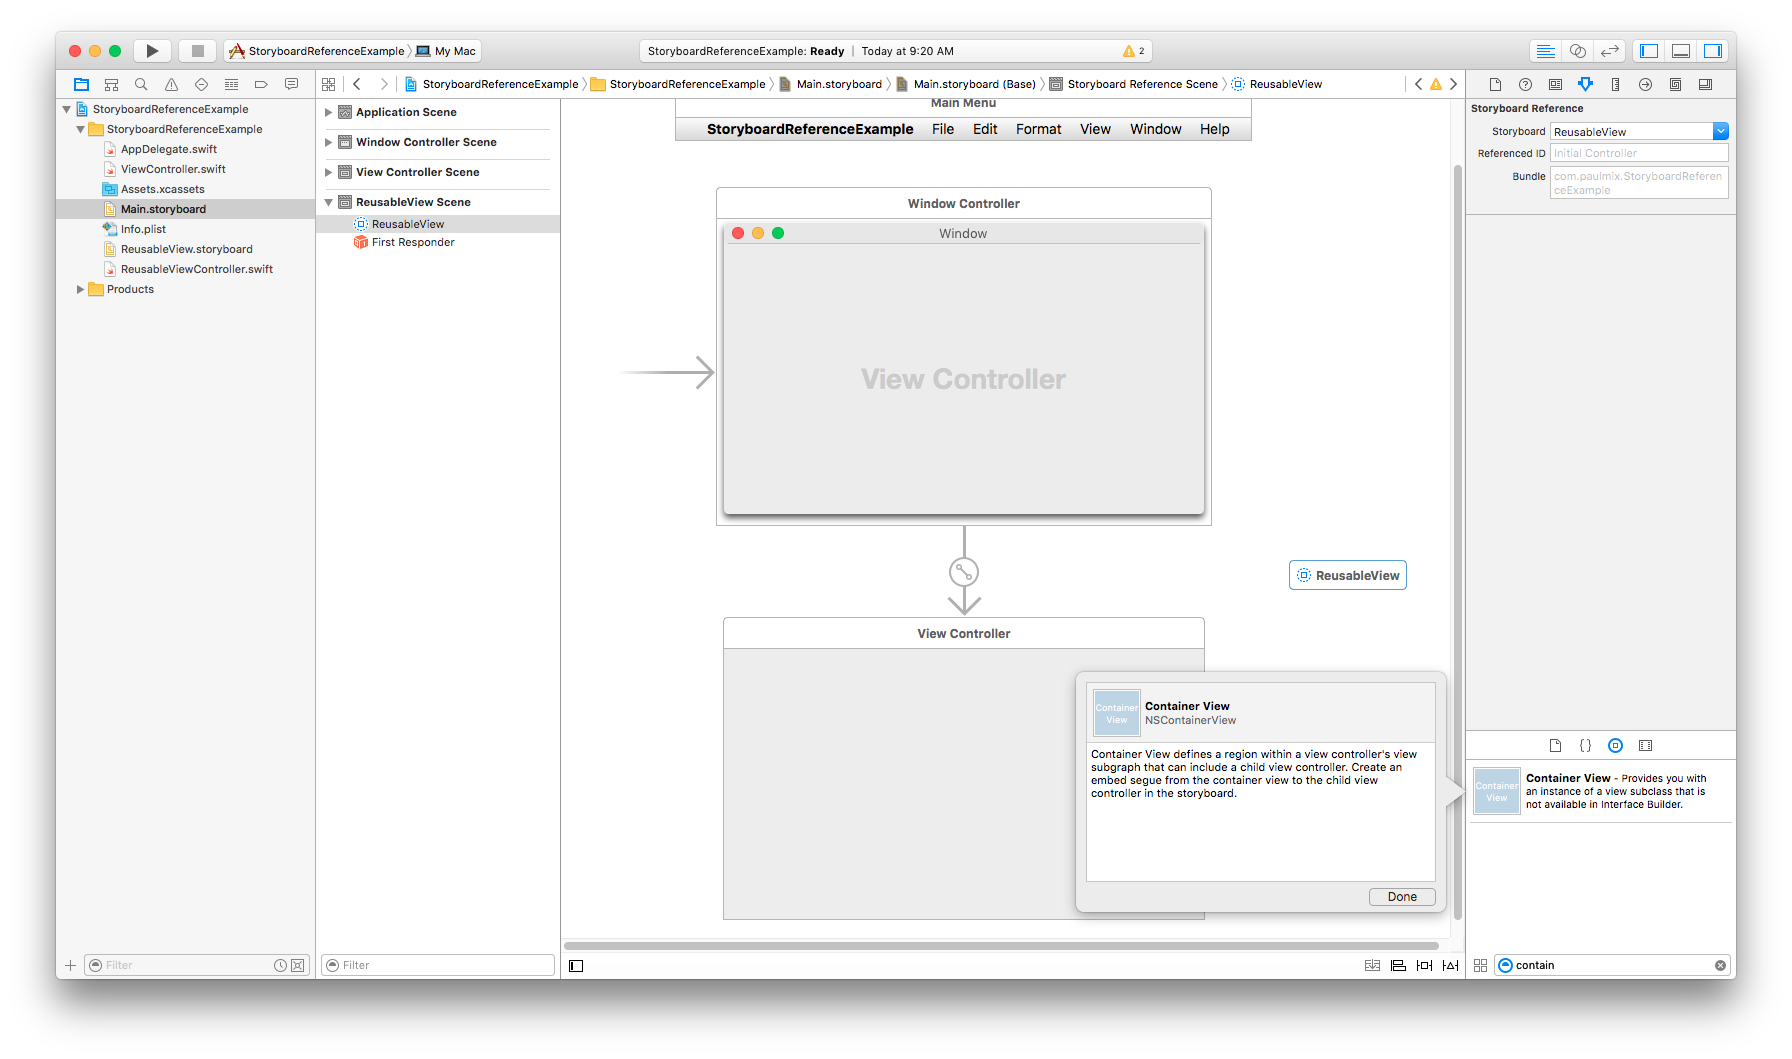 StoryboardReferenceExample
My Mac
StoryboardReferenceExample: Ready | Today at 9:20 AM
2
StoryboardReferenceExample
StoryboardReferenceExample
Main.storyboard
Main.storyboard (Base)
Storyboard Reference Scene
ReusableView
StoryboardReferenceExample
StoryboardReferenceExample
AppDelegate.swift
ViewController.swift
Assets.xcassets
Main.storyboard
Info.plist
ReusableView.storyboard
ReusableViewController.swift
Products
Filter
Application Scene
Window Controller Scene
View Controller Scene
ReusableView Scene
ReusableView
First Responder
Filter
Main Menu
StoryboardReferenceExample File Edit Format View Window Help
Window Controller
Window
View Controller
ReusableView
View Controller
Container
View
Container View
NSContainerView
Container View defines a region within a view controller's view
subgraph that can include a child view controller. Create an
embed segue from the container view to the child view
controller in the storyboard.
Done
Storyboard Reference
Storyboard ReusableView
Referenced ID Initial Controller
Bundle com.paulmix.StoryboardReferen
ceExample
{}
Container
View
Container View - Provides you with
an instance of a view subclass that is
not available in Interface Builder.
contain